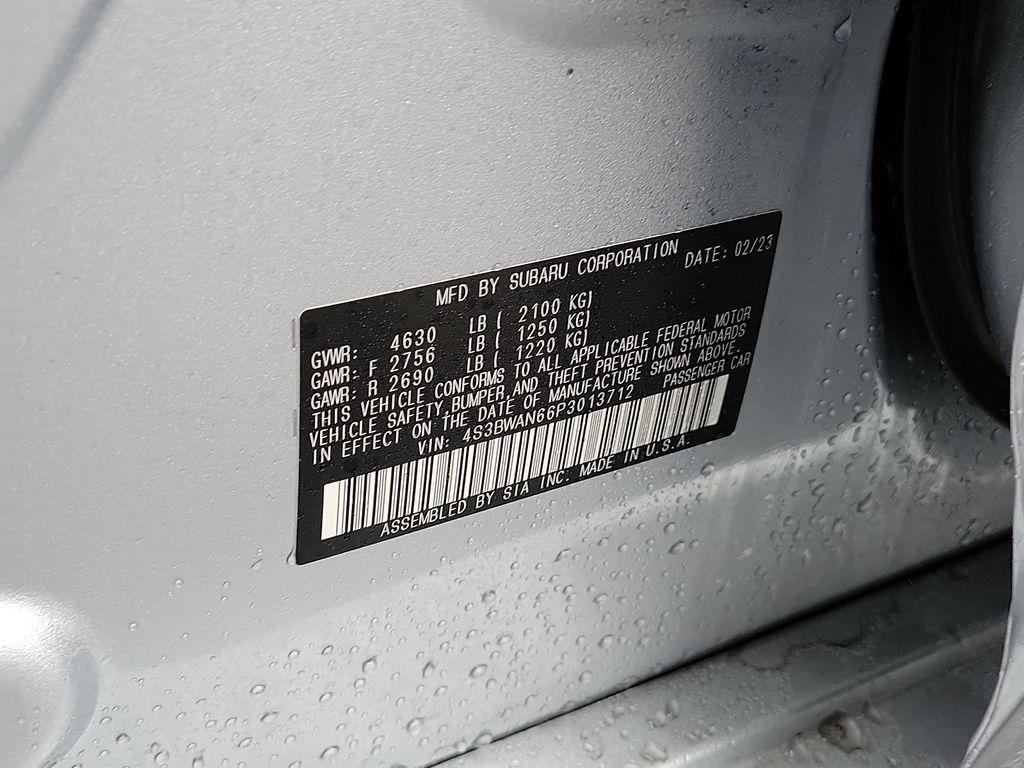 MFD BY SUBARU CORPORATION DATE: 02/23
GVWR: 4630 LB ( 2100 KG)
GAWR: F 2756 LB ( 1250 KG)
GAWR: R 2690 LB ( 1220 KG)
THIS VEHICLE CONFORMS TO ALL APPLICABLE FEDERAL MOTOR
VEHICLE SAFETY, BUMPER, AND THEFT PREVENTION STANDARDS
IN EFFECT ON THE DATE OF MANUFACTURE SHOWN ABOVE.
VIN: 4S3BWAN66P3013712 PASSENGER CAR
ASSEMBLED BY SIA INC. MADE IN U.S.A.